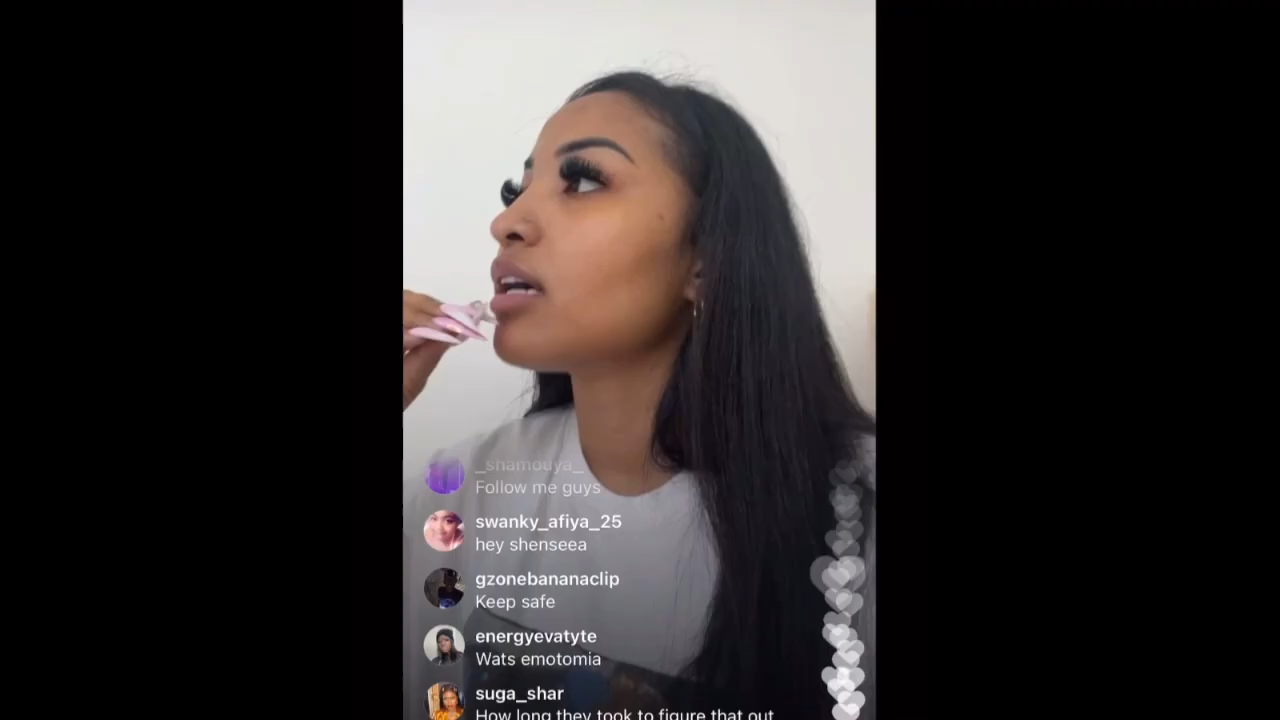 _shamouya_
Follow me guys
swanky_afiya_25
hey shenseea
gzonebananaclip
Keep safe
energyevatyte
Wats emotomia
suga_shar
How long they took to figure that out